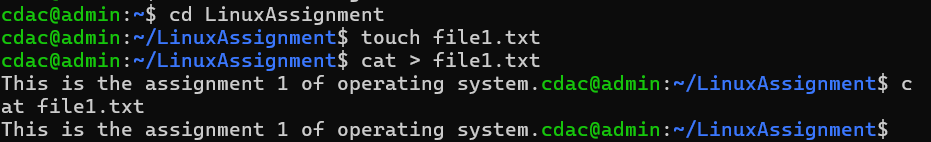 cdac@admin:~$ cd LinuxAssignment
cdac@admin:~/LinuxAssignment$ touch file1.txt
cdac@admin:~/LinuxAssignment$ cat > file1.txt
This is the assignment 1 of operating system.cdac@admin:~/LinuxAssignment$ c
at file1.txt
This is the assignment 1 of operating system.cdac@admin:~/LinuxAssignment$